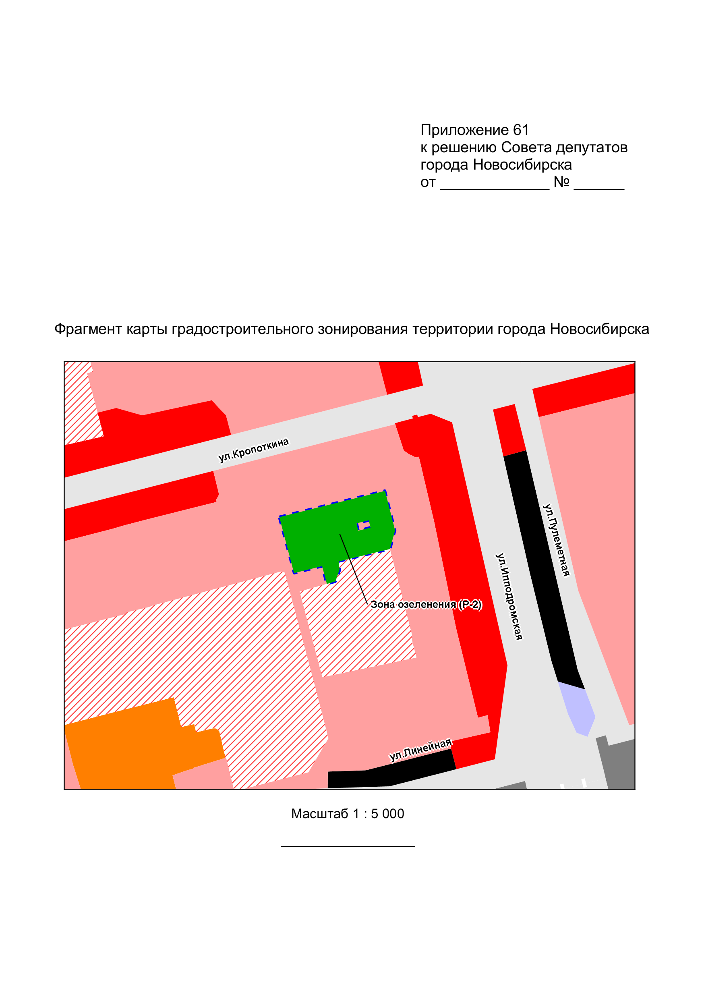 Приложение 61
к решению Совета депутатов
города Новосибирска
от _____________ № ______
Фрагмент карты градостроительного зонирования территории города Новосибирска
ул.Кропоткина
ул.Пулеметная
ул.Ипподромская
Зона озеленения (Р-2)
ул.Линейная
Масштаб 1 : 5 000